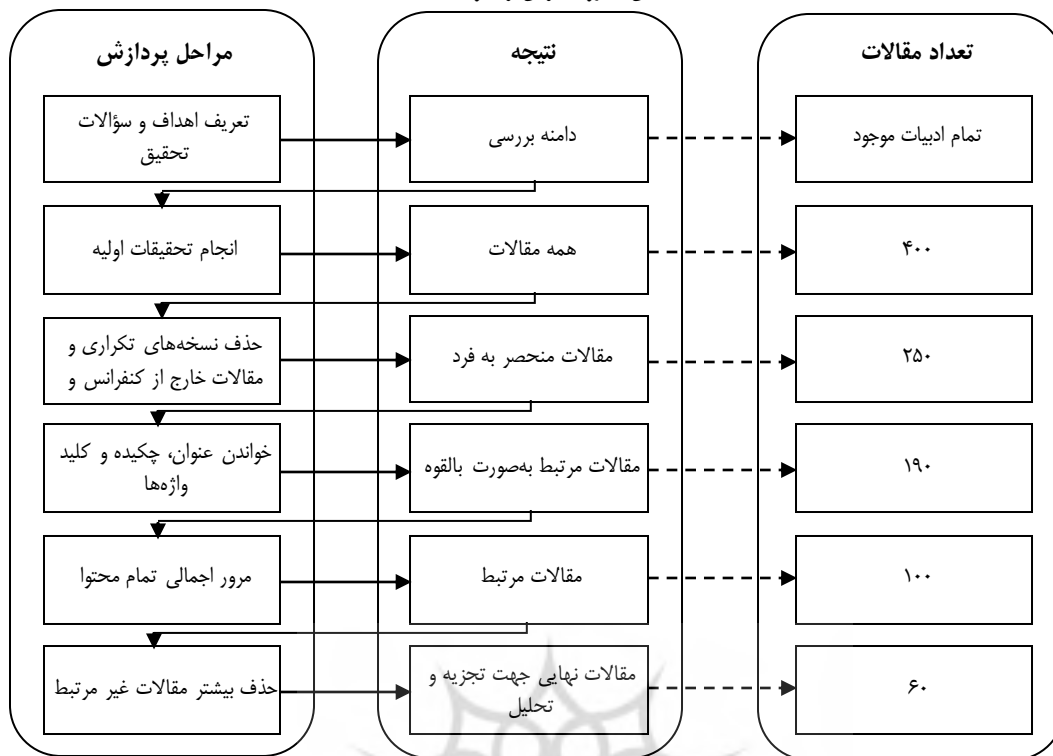 مراحل پردازش
تعریف اهداف و سؤالات
تحقیق
انجام تحقیقات اولیه
حذف نسخه‌های تکراری و
مقالات خارج از کنفرانس و
خواندن عنوان، چکیده و کلید
واژه‌ها
مرور اجمالی تمام محتوا
حذف بیشتر مقالات غیر مرتبط
نتیجه
دامنه بررسی
همه مقالات
مقالات منحصر به فرد
مقالات مرتبط به‌صورت بالقوه
مقالات مرتبط
مقالات نهایی جهت تجزیه و
تحلیل
تعداد مقالات
تمام ادبیات موجود
۴۰۰
۲۵۰
۱۹۰
۱۰۰
۶۰